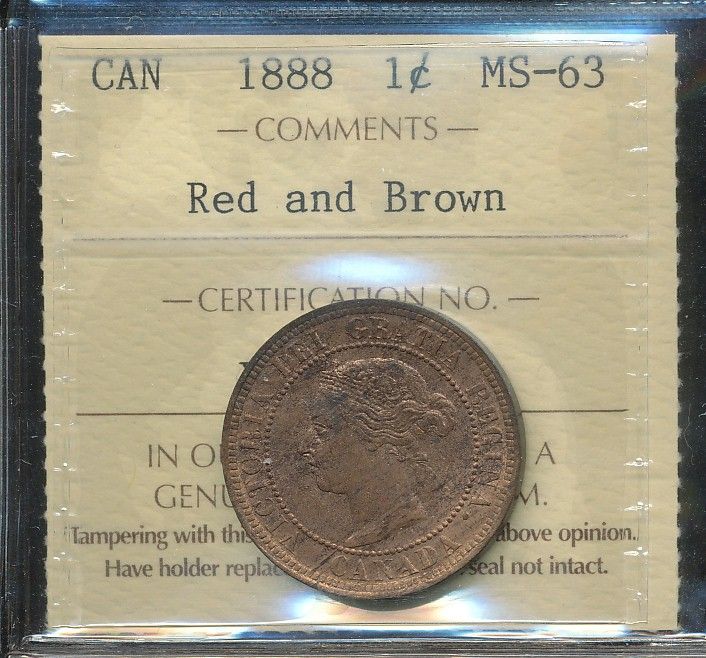 CAN 1888 1¢ MS-63
— COMMENTS —
Red and Brown
— CERTIFICATION NO. —
VICTORIA DEI GRATIA REGINA.
CANADA
IN O A
GENU M.
Tampering with this above opinion.
Have holder replac seal not intact.